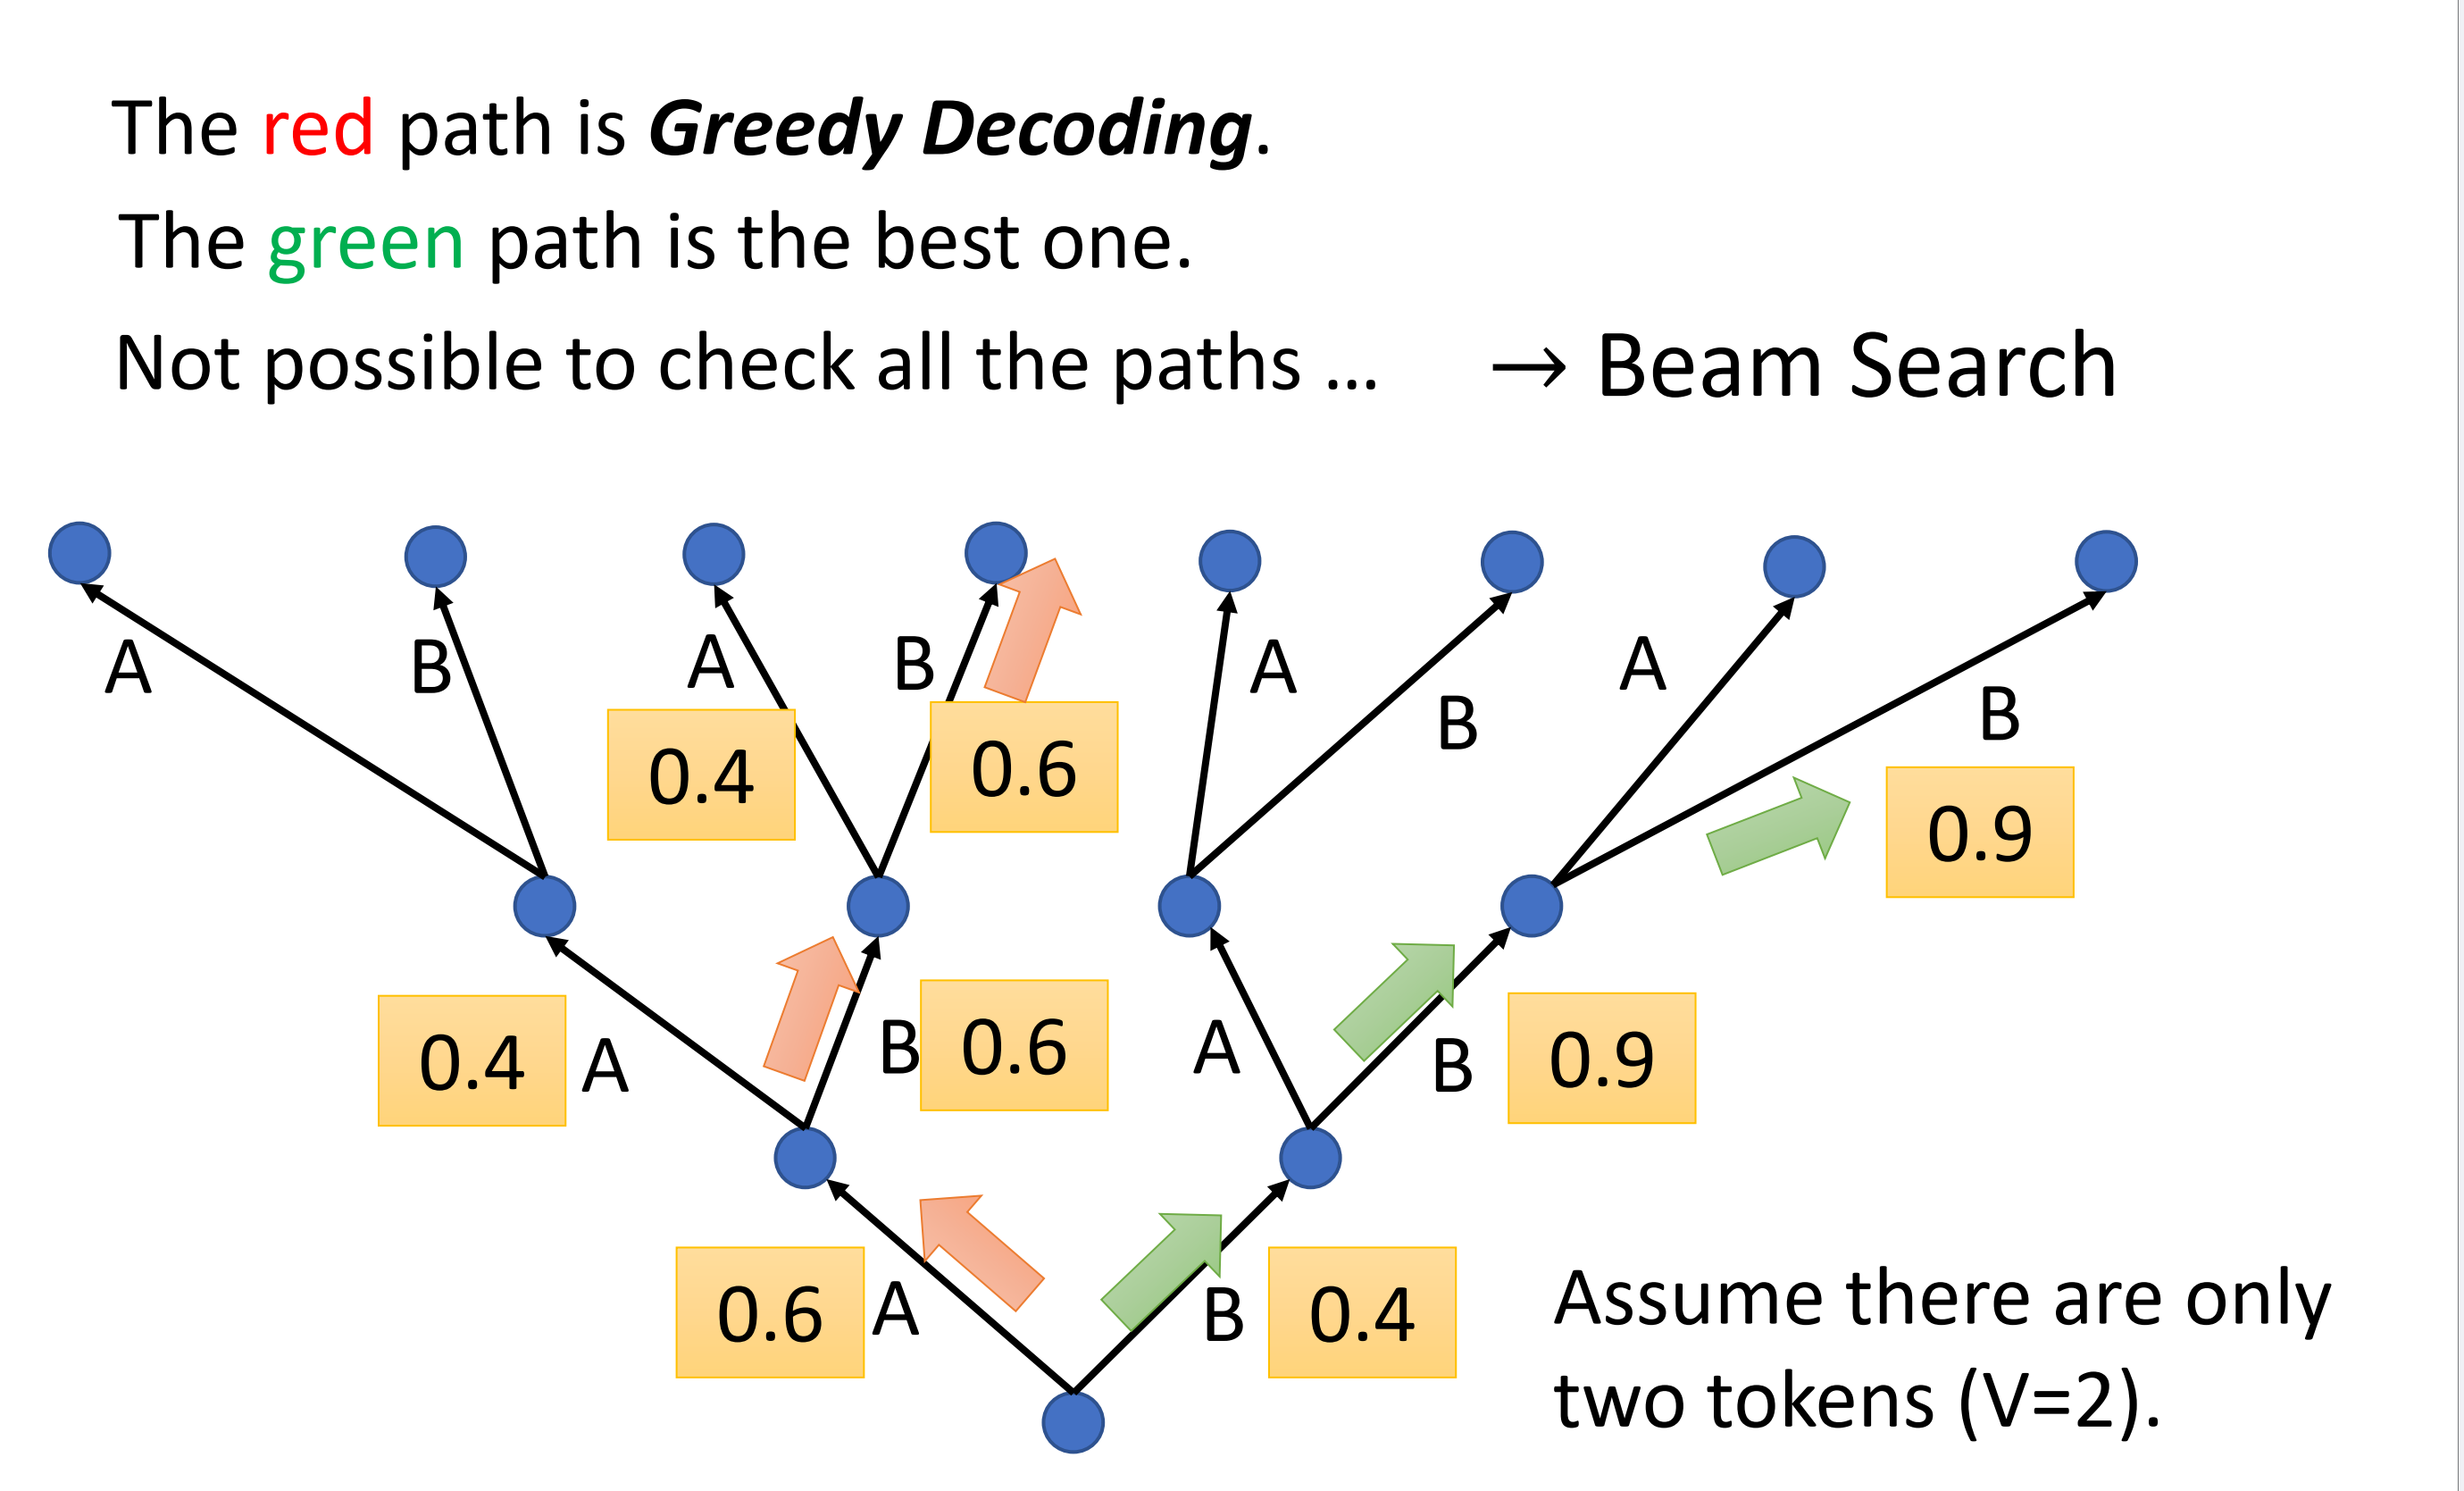 The red path is Greedy Decoding.
The green path is the best one.
Not possible to check all the paths ... → Beam Search
A
B
A
B
A
B
A
B
0.4
0.6
0.9
0.4
A
B
0.6
A
B
0.9
0.6
A
B
0.4
Assume there are only
two tokens (V=2).